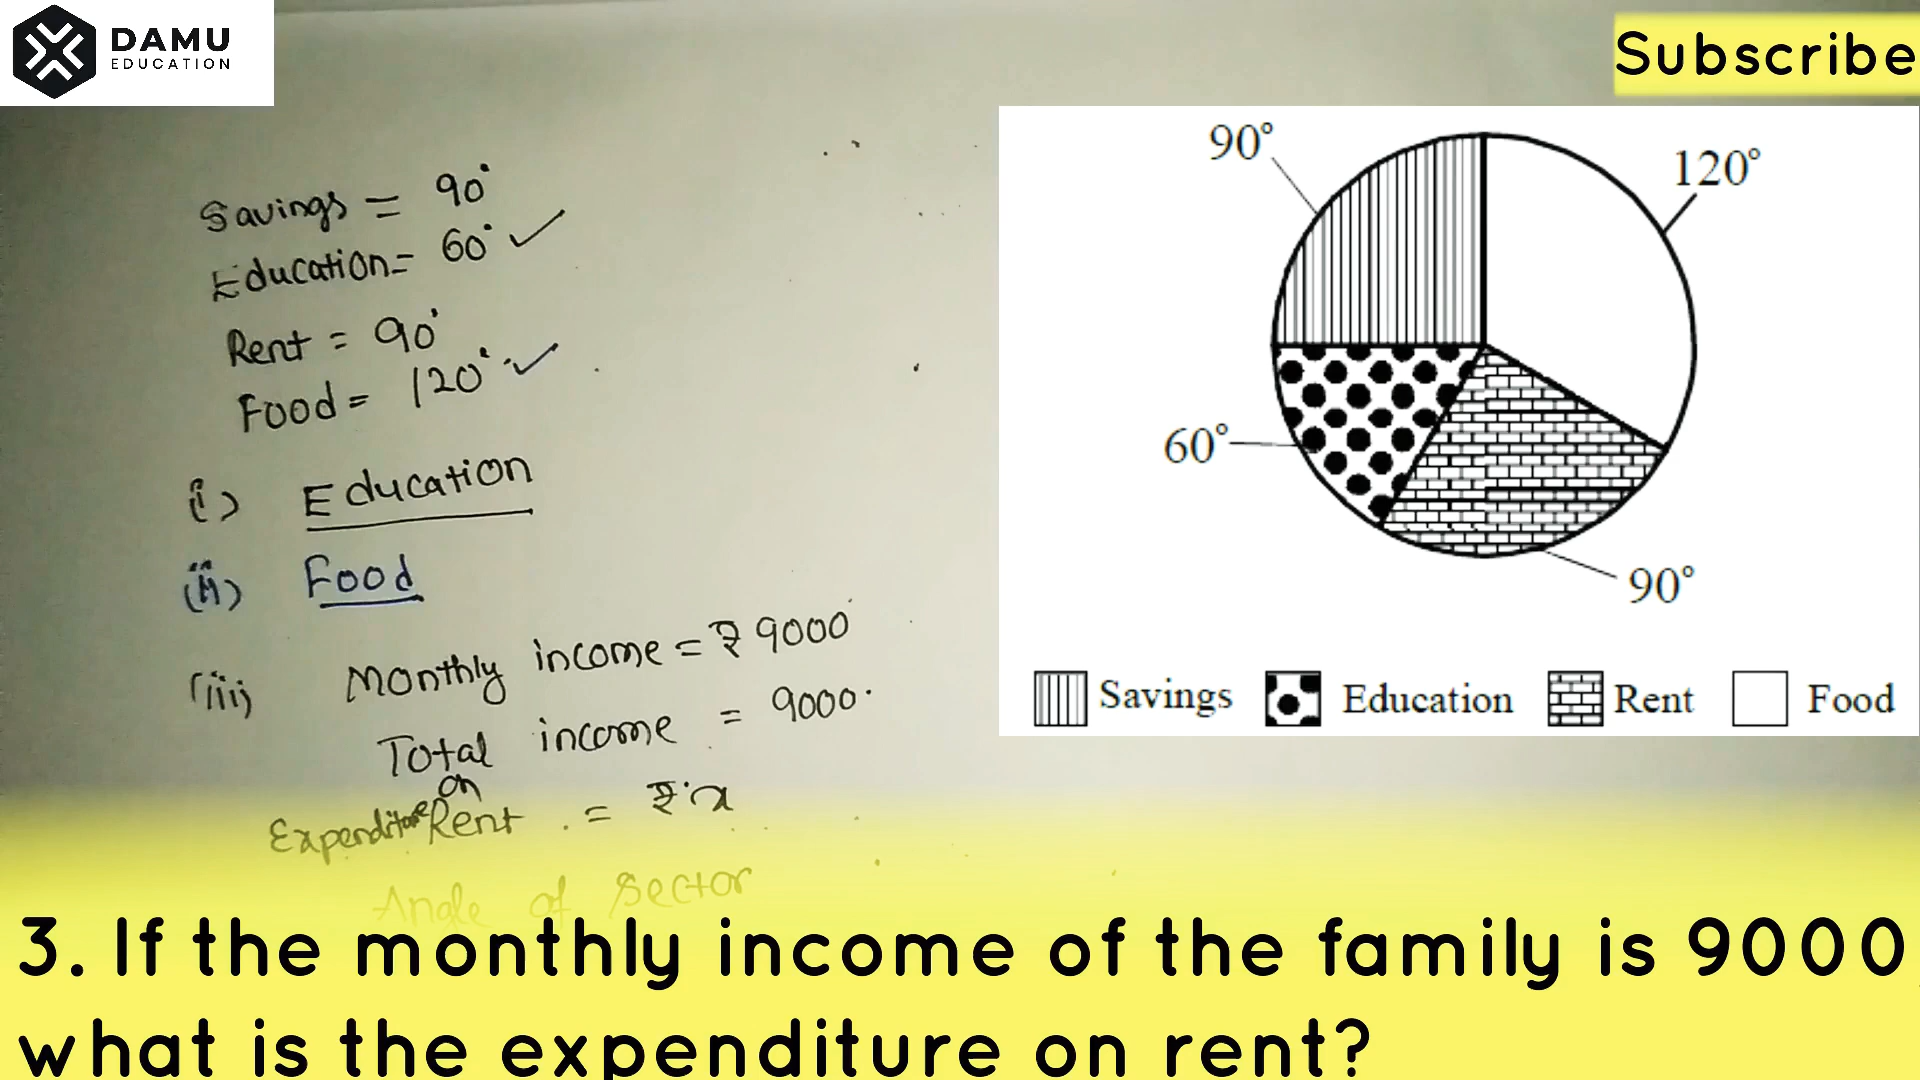 DAMU
EDUCATION
Subscribe
Savings = 90°
Education = 60° ✓
Rent = 90°
Food = 120° ✓
(i) Education
(ii) Food
(iii) Monthly income = ₹ 9000
Total income = 9000
Expenditure on Rent = ₹ x
Angle of sector
90°
120°
60°
90°
Savings Education Rent Food
3. If the monthly income of the family is 9000
what is the expenditure on rent?